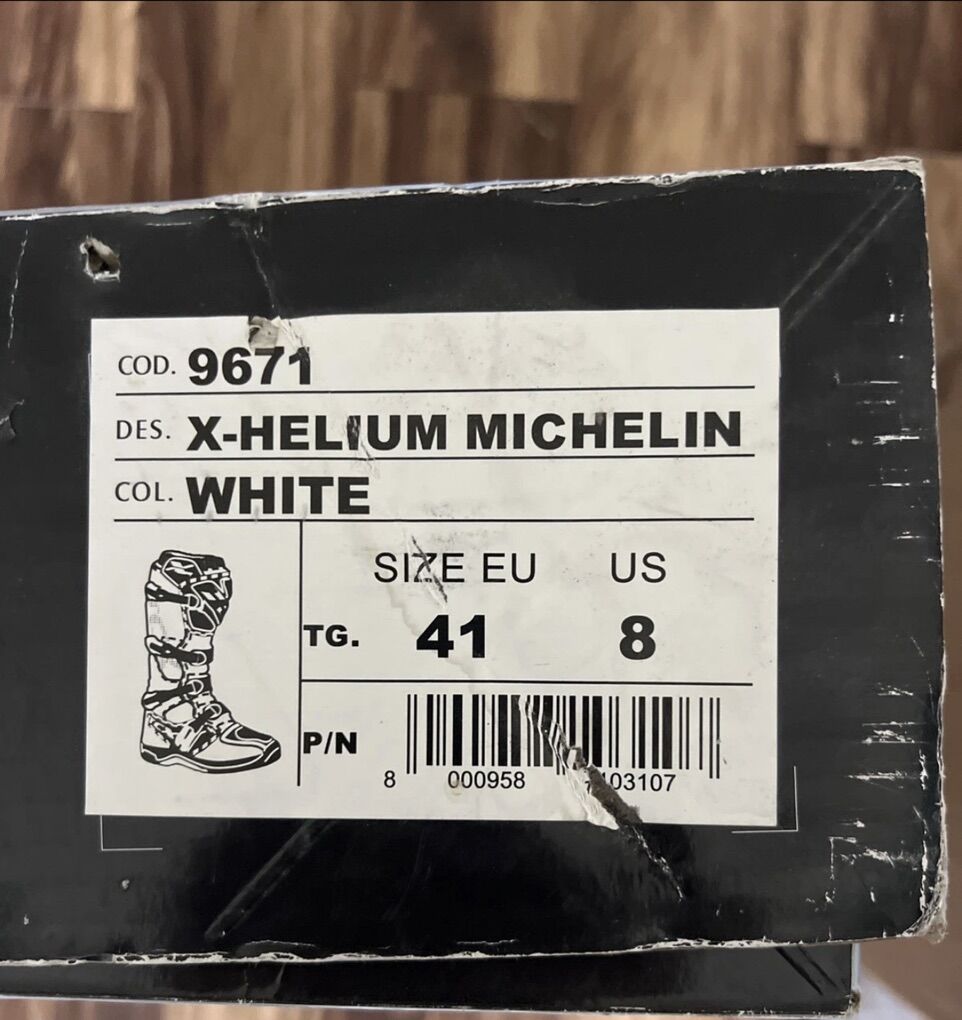 COD. 9671
DES. X-HELIUM MICHELIN
COL. WHITE
SIZE EU US
TG. 41 8
P/N
8 000958